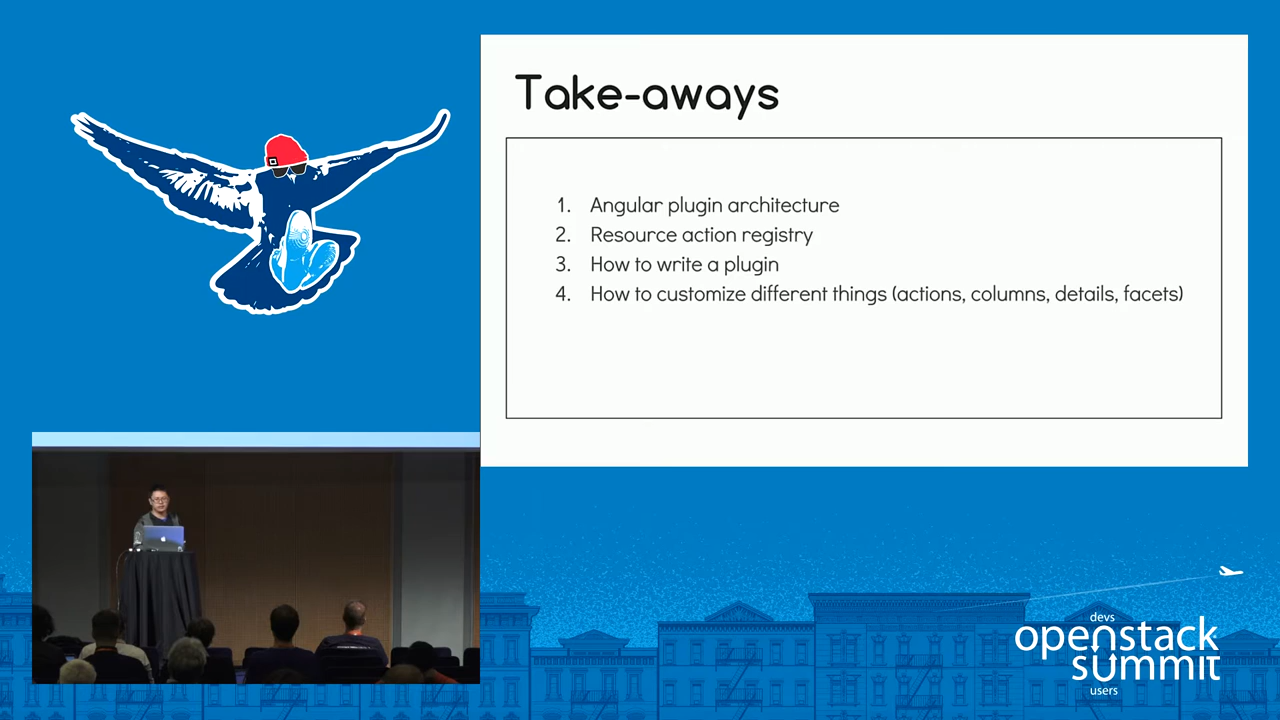 Take-aways
1. Angular plugin architecture
2. Resource action registry
3. How to write a plugin
4. How to customize different things (actions, columns, details, facets)
devs
openstack
summit
users